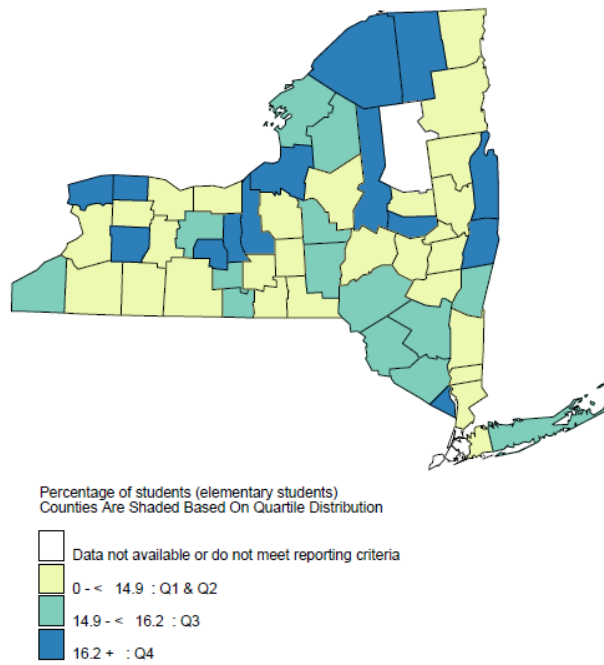 Percentage of students (elementary students)
Counties Are Shaded Based On Quartile Distribution
Data not available or do not meet reporting criteria
0 - < 14.9 : Q1 & Q2
14.9 - < 16.2 : Q3
16.2 + : Q4